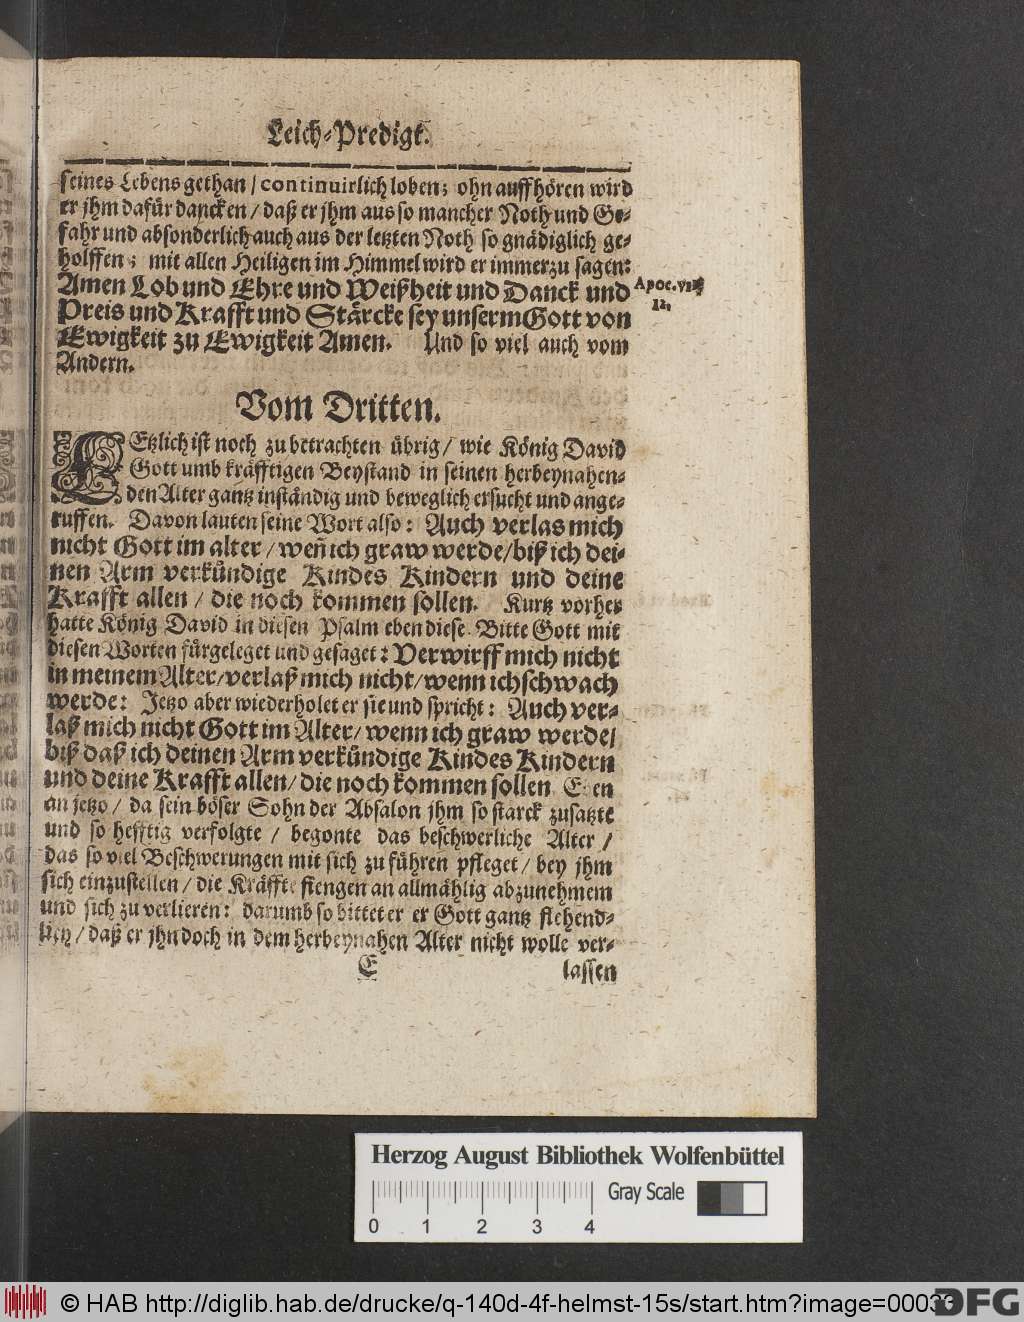 Leich-Predigt.
seines Lebens gethan / continuirlich loben; ohn auffhören wird
er jhm dafür dancken / daß er jhm aus so mancher Noth und Ge-
fahr und absonderlich auch aus der letzten Noth so gnädiglich ge-
holffen; mit allen Heiligen im Himmel wird er immerzu sagen:
Amen Lob und Ehre und Weißheit und Danck und
Apoc. VII
12.
Preis und Krafft und Stärcke sey unserm Gott von
Ewigkeit zu Ewigkeit Amen. Und so viel auch vom
Andern.
Vom Dritten.
LEtzlich ist noch zu betrachten übrig / wie König David
Gott umb kräfftigen Beystand in seinen herbeynahen-
den Alter gantz inständig und beweglich ersucht und ange-
ruffen. Davon lauten seine Wort also: Auch verlas mich
nicht Gott im alter / weñ ich graw werde / biß ich dei-
nen Arm verkündige Kindes Kindern und deine
Krafft allen / die noch kommen sollen. Kurtz vorher
hatte König David in diesen Psalm eben diese Bitte Gott mit
diesen Worten fürgeleget und gesaget: Verwirff mich nicht
in meinem Alter / verlaß mich nicht / wenn ich schwach
werde: Jetzo aber wiederholet er sie und spricht: Auch ver-
laß mich nicht Gott im Alter / wenn ich graw werde /
biß daß ich deinen Arm verkündige Kindes Kindern
und deine Krafft allen / die noch kommen sollen Eben
an jetzo / da sein böser Sohn der Absalon jhm so starck zusatzte
und so hefftig verfolgte / begonte das beschwerliche Alter /
das so viel Beschwerungen mit sich zu führen pfleget / bey jhm
sich einzustellen / die Kräffte fiengen an allmählig abzunehmem
und sich zu verlieren: darumb so bittet er er Gott gantz flehend-
lich / daß er jhn doch in dem herbeynahen Alter nicht wolle ver-
E lassen
Herzog August Bibliothek Wolfenbüttel
Gray Scale
0 1 2 3 4
© HAB http://diglib.hab.de/drucke/q-140d-4f-helmst-15s/start.htm?image=00033
DFG